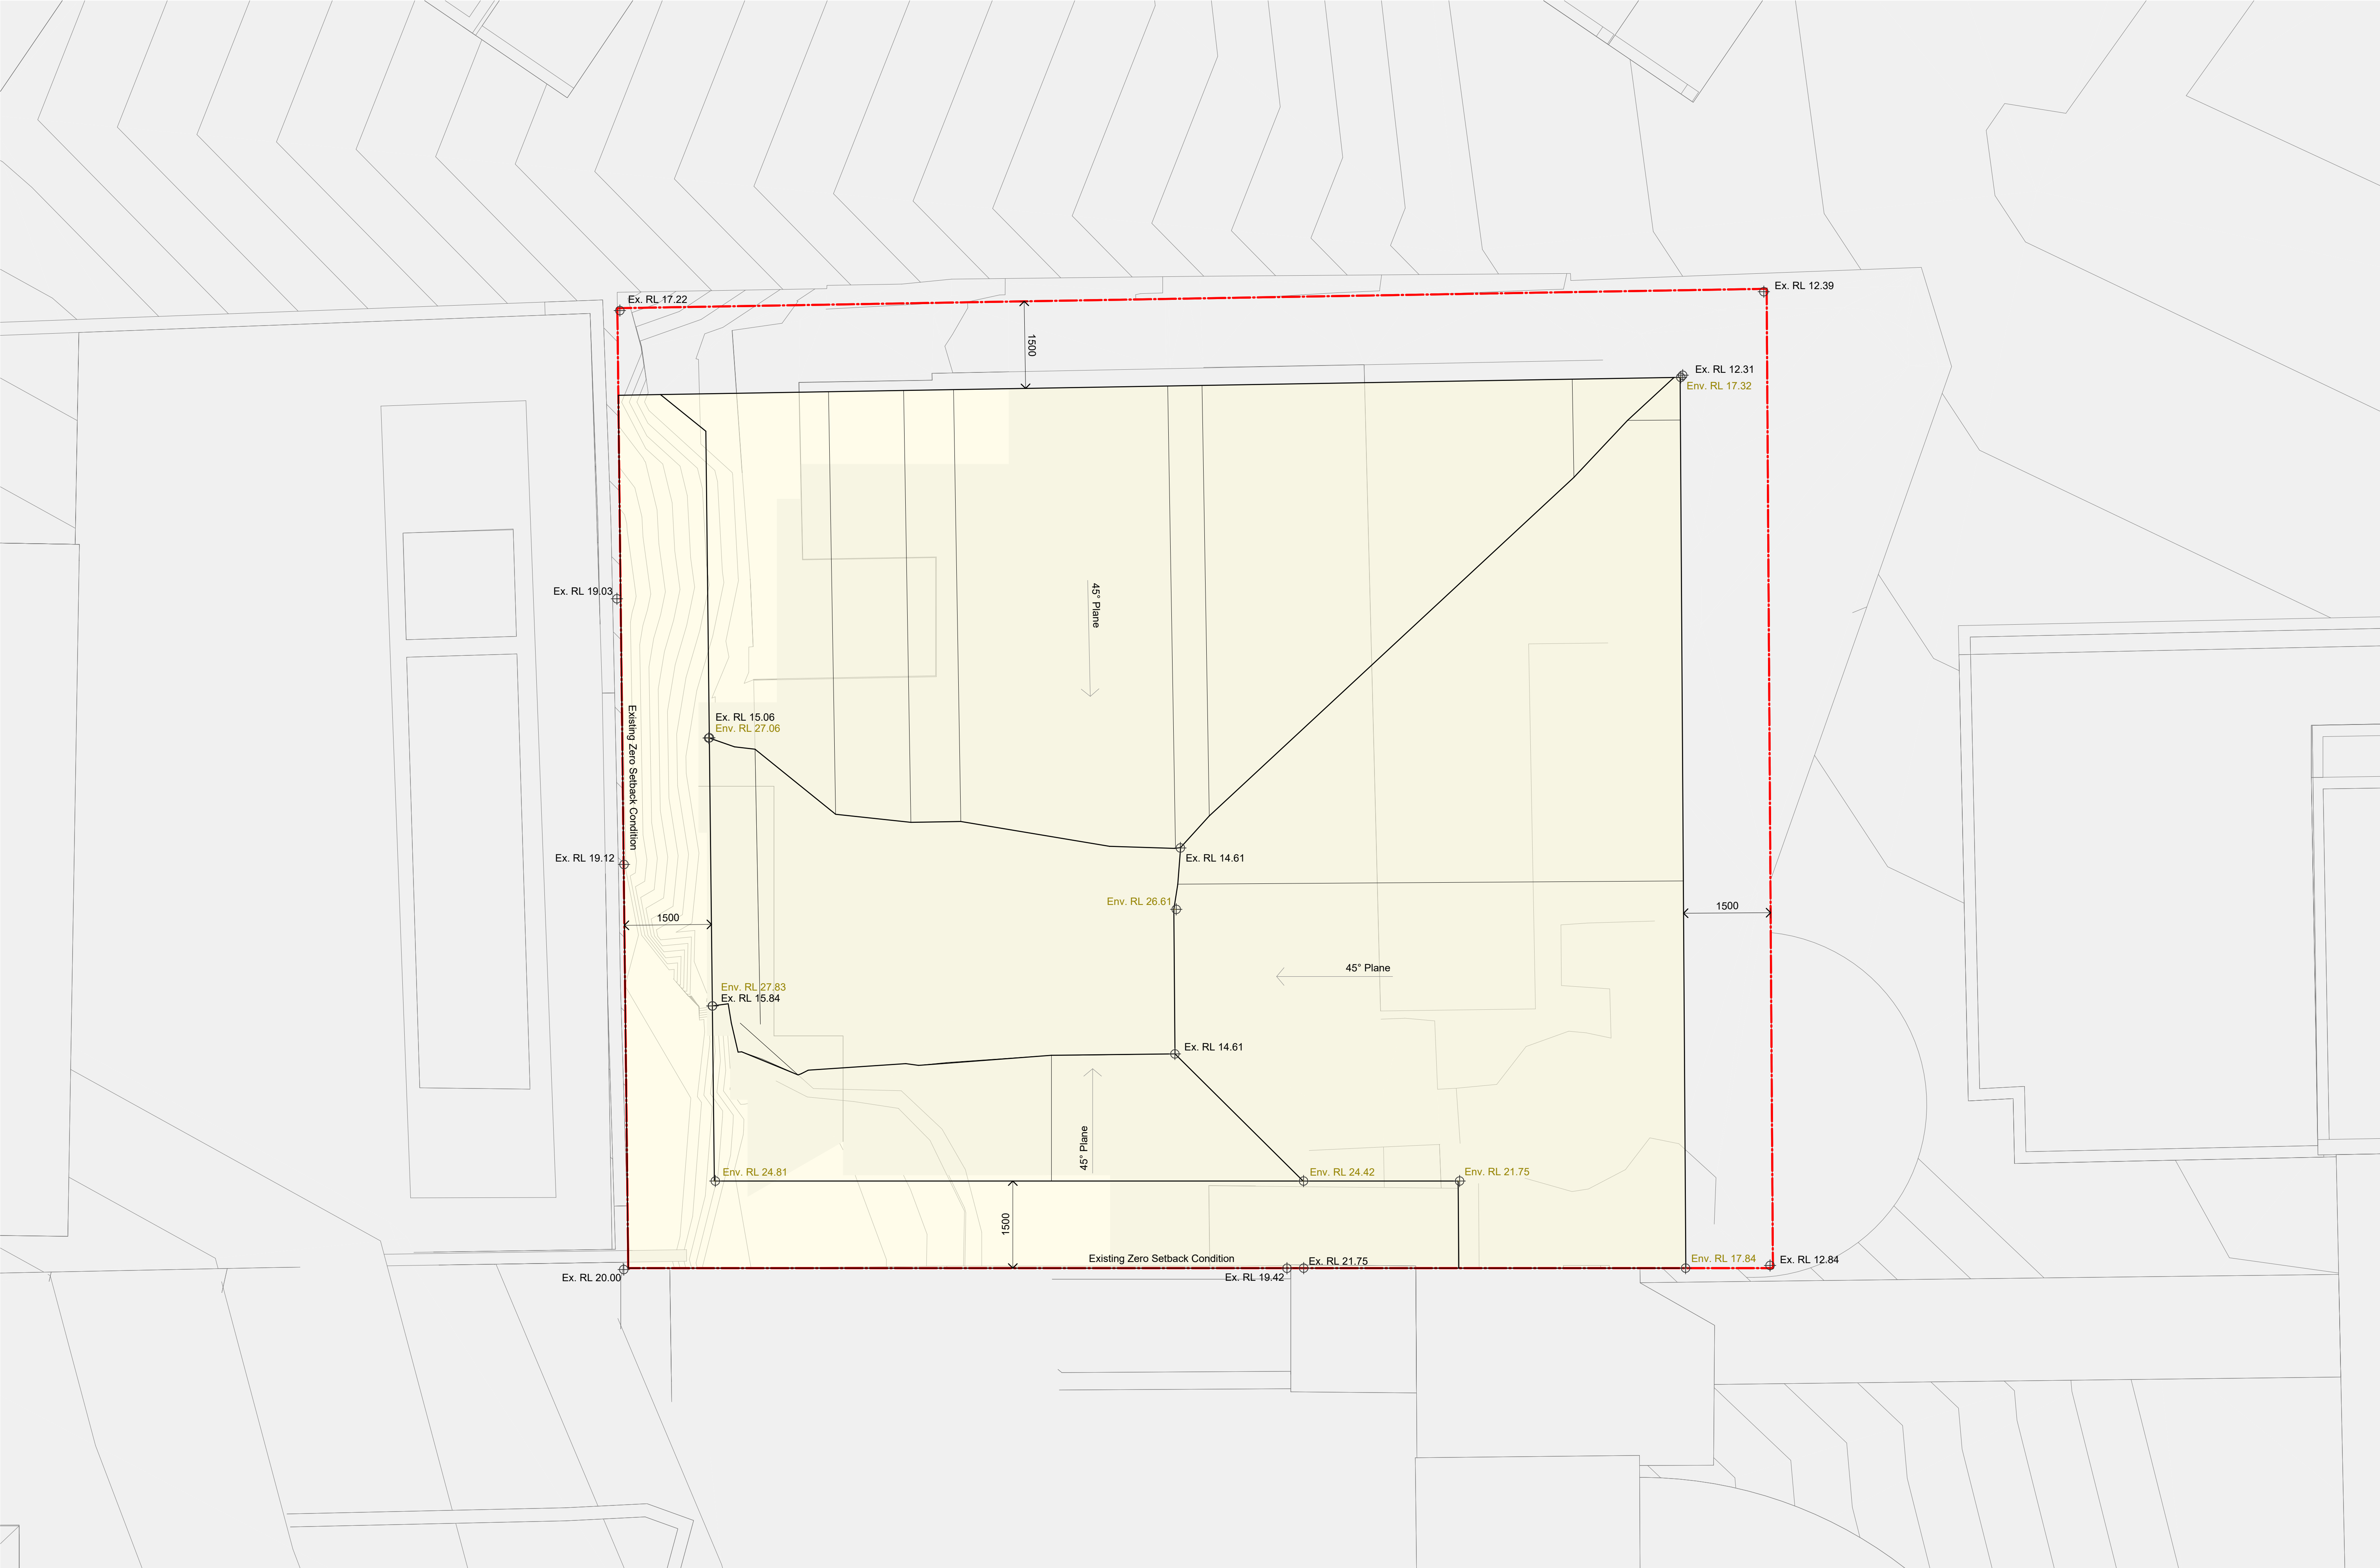 Ex. RL 12.39
Ex. RL 17.22
1500
Ex. RL 12.31
Env. RL 17.32
Ex. RL 19.03
45° Plane
Ex. RL 15.06
Env. RL 27.06
Existing Zero Setback Condition
Ex. RL 19.12
Ex. RL 14.61
Env. RL 26.61
1500
1500
45° Plane
Env. RL 27.83
Ex. RL 15.84
Ex. RL 14.61
45° Plane
Env. RL 24.81
Env. RL 24.42
Env. RL 21.75
1500
Existing Zero Setback Condition
Ex. RL 21.75
Env. RL 17.84
Ex. RL 12.84
Ex. RL 20.00
Ex. RL 19.42